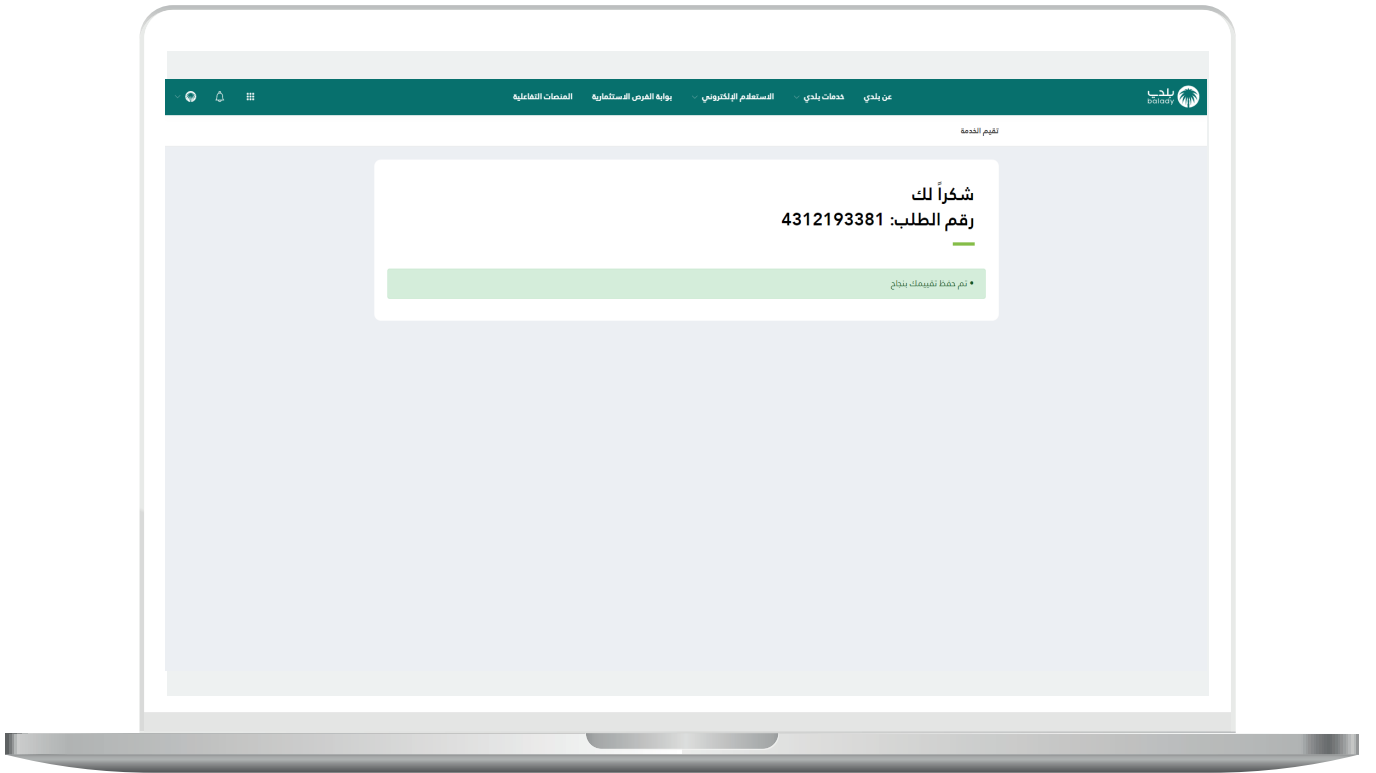 بلدي
balady
عن بلدي
خدمات بلدي
الاستعلام الإلكتروني
بوابة الفرص الاستثمارية
المنصات التفاعلية
تقيم الخدمة
شكراً لك
رقم الطلب: 4312193381
• تم حفظ تقييمك بنجاح